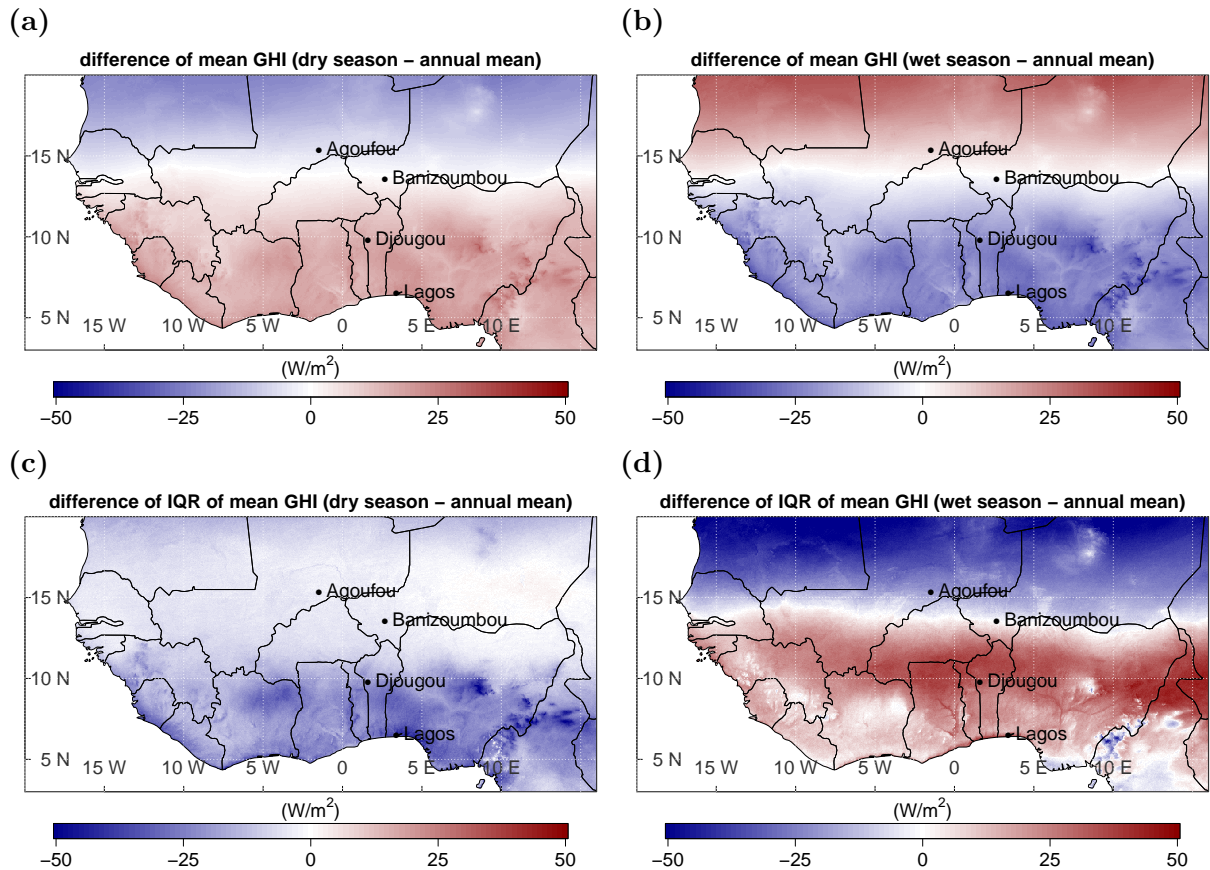 (a)
difference of mean GHI (dry season − annual mean)
15 N
10 N
5 N
Agoufou
Banizoumbou
Djougou
Lagos
15 W 10 W 5 W 0 5 E 10 E
(W/m²)
−50 −25 0 25 50
(b)
difference of mean GHI (wet season − annual mean)
15 N
10 N
5 N
Agoufou
Banizoumbou
Djougou
Lagos
15 W 10 W 5 W 0 5 E 10 E
(W/m²)
−50 −25 0 25 50
(c)
difference of IQR of mean GHI (dry season − annual mean)
15 N
10 N
5 N
Agoufou
Banizoumbou
Djougou
Lagos
15 W 10 W 5 W 0 5 E 10 E
(W/m²)
−50 −25 0 25 50
(d)
difference of IQR of mean GHI (wet season − annual mean)
15 N
10 N
5 N
Agoufou
Banizoumbou
Djougou
Lagos
15 W 10 W 5 W 0 5 E 10 E
(W/m²)
−50 −25 0 25 50